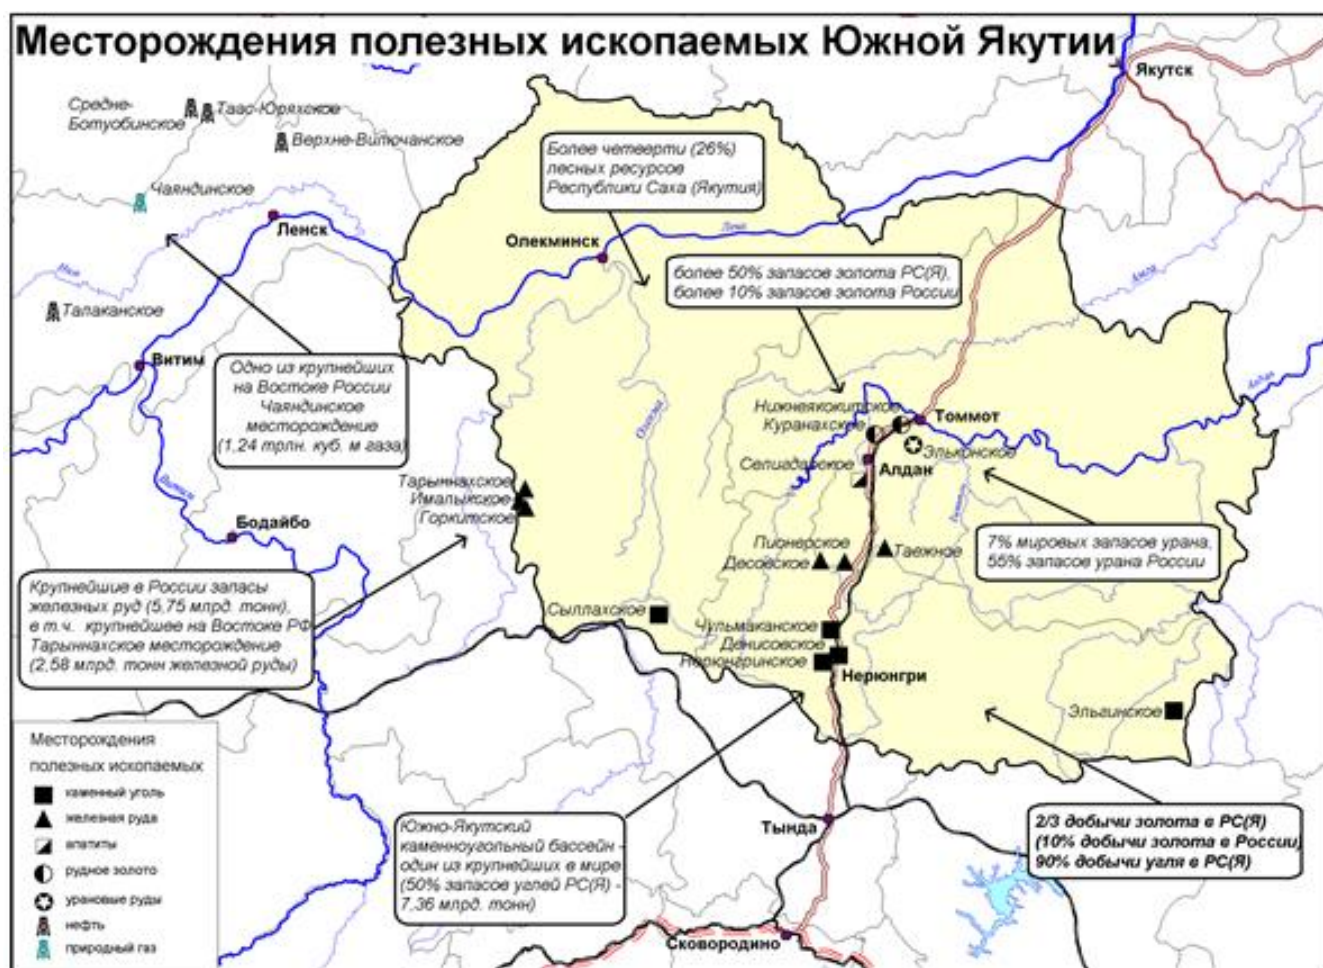 Месторождения полезных ископаемых Южной Якутии
Якутск
Средне-
Ботуобинское
Таас-Юряхское
Верхне-Вилючанское
Чаяндинское
Более четверти (26%)
лесных ресурсов
Республики Саха (Якутия)
Ленск
Олекминск
Лена
более 50% запасов золота РС(Я),
более 10% запасов золота России
Амга
Талаканское
Витим
Одно из крупнейших
на Востоке России
Чаяндинское
месторождение
(1,24 трлн. куб. м газа)
Алдан
Нижнеякокитское
Куранахское
Томмот
Эльконское
Селигдарское
Алдан
Тарыннахское
Ималыкское
Горкитское
Бодайбо
Пионерское
Десовское
Таежное
7% мировых запасов урана,
55% запасов урана России
Крупнейшие в России запасы
железных руд (5,75 млрд. тонн),
в т.ч. крупнейшее на Востоке РФ
Тарыннахское месторождение
(2,58 млрд. тонн железной руды)
Сыллахское
Чульмаканское
Денисовское
Нерюнгринское
Нерюнгри
Эльгинское
Месторождения
полезных ископаемых
каменный уголь
железная руда
апатиты
рудное золото
урановые руды
нефть
природный газ
Южно-Якутский
каменноугольный бассейн -
один из крупнейших в мире
(50% запасов углей РС(Я) -
7,36 млрд. тонн)
Тында
2/3 добычи золота в РС(Я)
(10% добычи золота в России)
90% добычи угля в РС(Я)
Сковородино